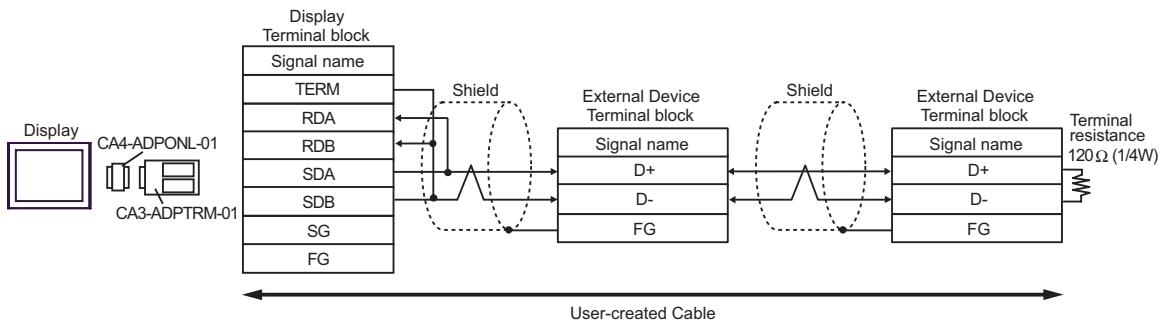 Display
Terminal block
Signal name
TERM
RDA
RDB
SDA
SDB
SG
FG
Display
CA4-ADPONL-01
CA3-ADPTRM-01
Shield
External Device
Terminal block
Signal name
D+
D-
FG
Shield
External Device
Terminal block
Signal name
D+
D-
FG
Terminal
resistance
120Ω (1/4W)
User-created Cable